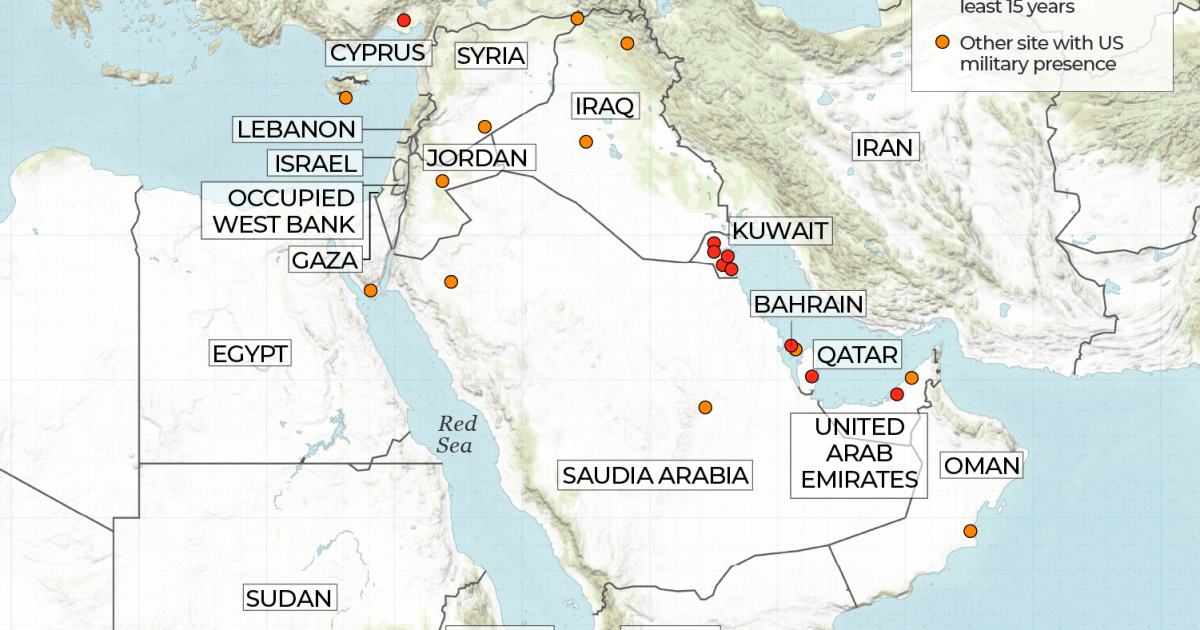 least 15 years
Other site with US
military presence
CYPRUS
SYRIA
IRAQ
LEBANON
IRAN
ISRAEL
JORDAN
OCCUPIED
WEST BANK
KUWAIT
GAZA
BAHRAIN
EGYPT
QATAR
Red
Sea
UNITED
ARAB
EMIRATES
SAUDIA ARABIA
OMAN
SUDAN